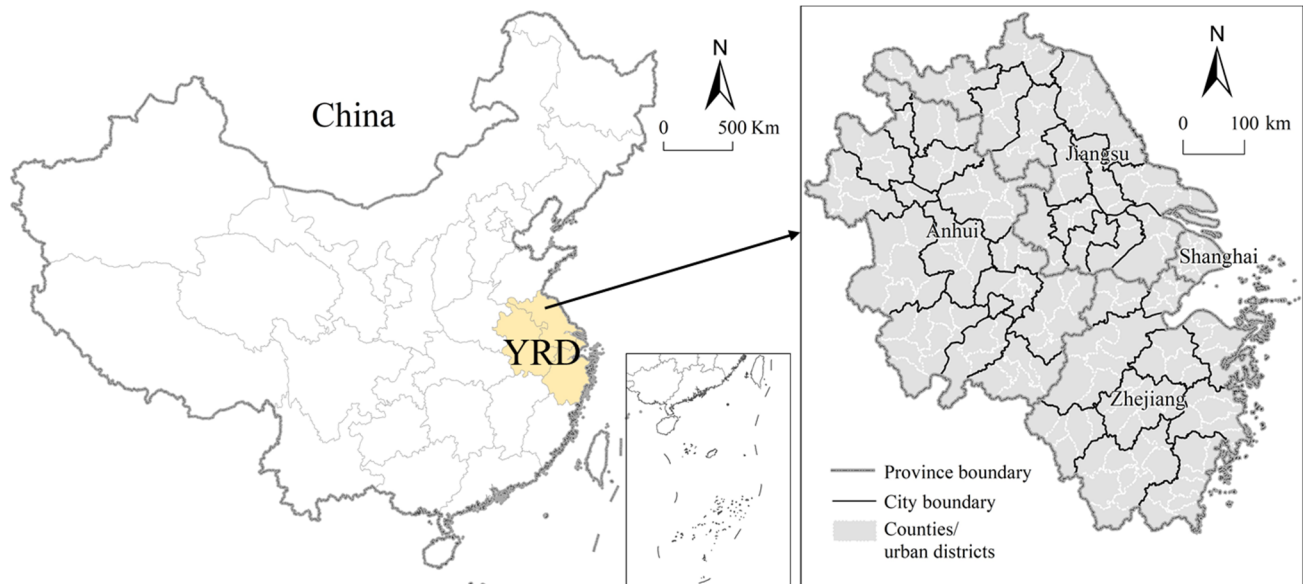 China
N
0 500 Km
YRD
N
0 100 km
Jiangsu
Anhui
Shanghai
Zhejiang
Province boundary
City boundary
Counties/
urban districts